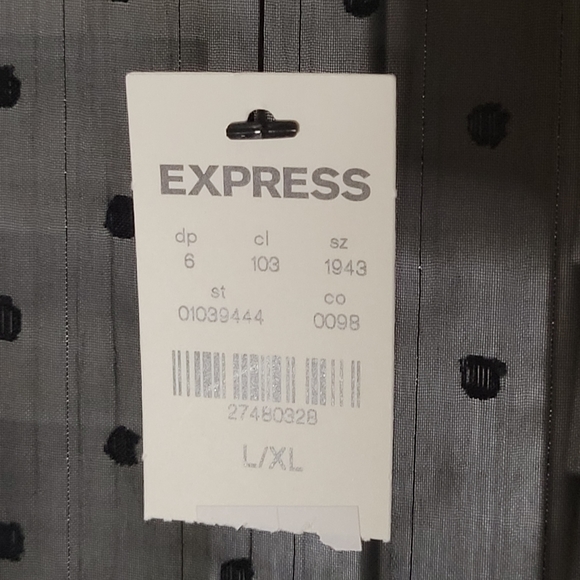 EXPRESS
dp cl sz
6 103 1943
st co
01039444 0098
27480328
L/XL